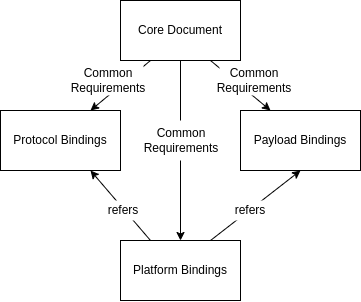 Core Document
Common
Requirements
Common
Requirements
Protocol Bindings
Common
Requirements
Payload Bindings
refers
refers
Platform Bindings